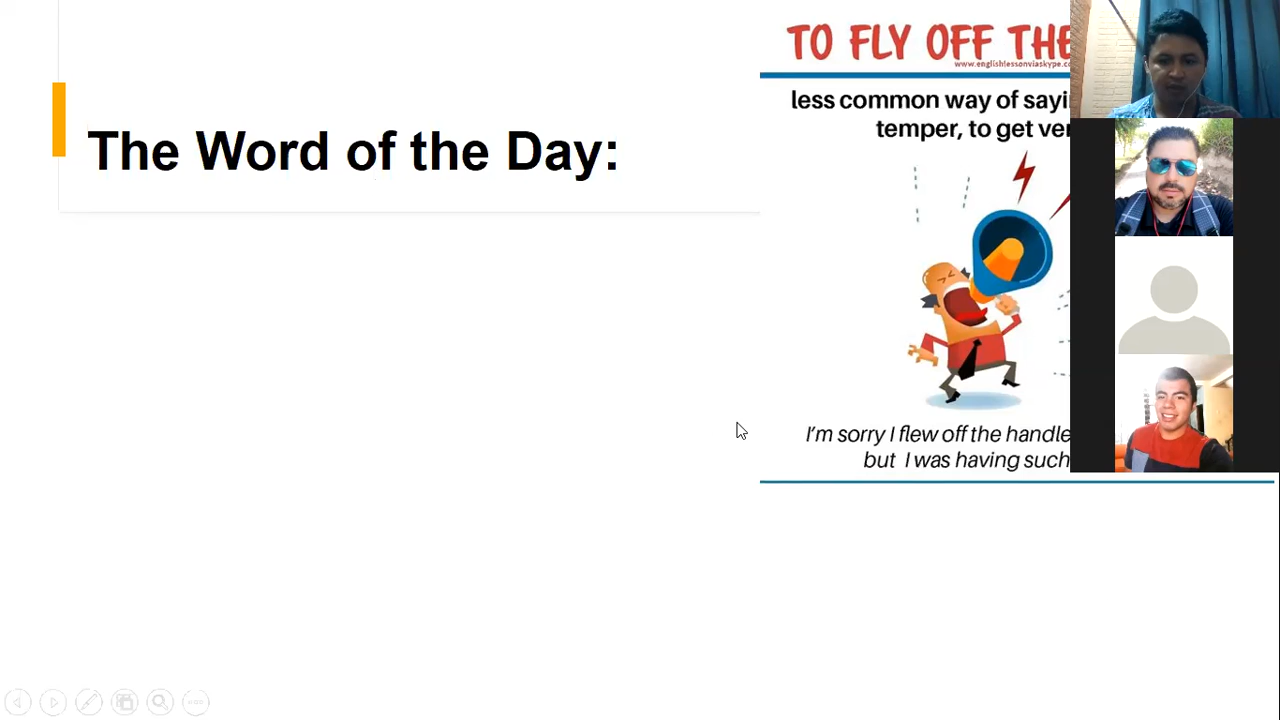 The Word of the Day:
TO FLY OFF THE
www.englishlessonviaskype.co
less common way of sayi
temper, to get ver
I'm sorry I flew off the handle
but I was having such